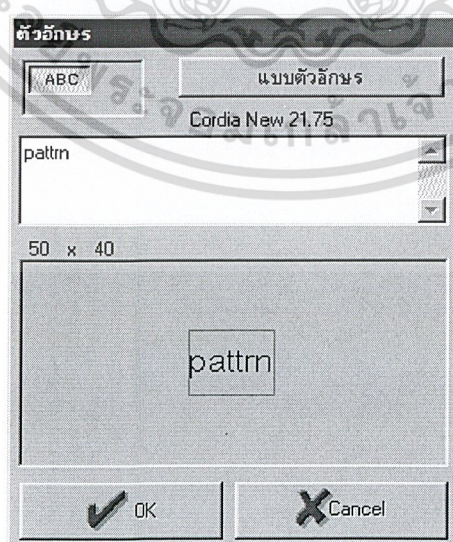 ตัวอักษร
ABC
แบบตัวอักษร
Cordia New 21.75
pattrn
50 x 40
pattrn
OK
Cancel